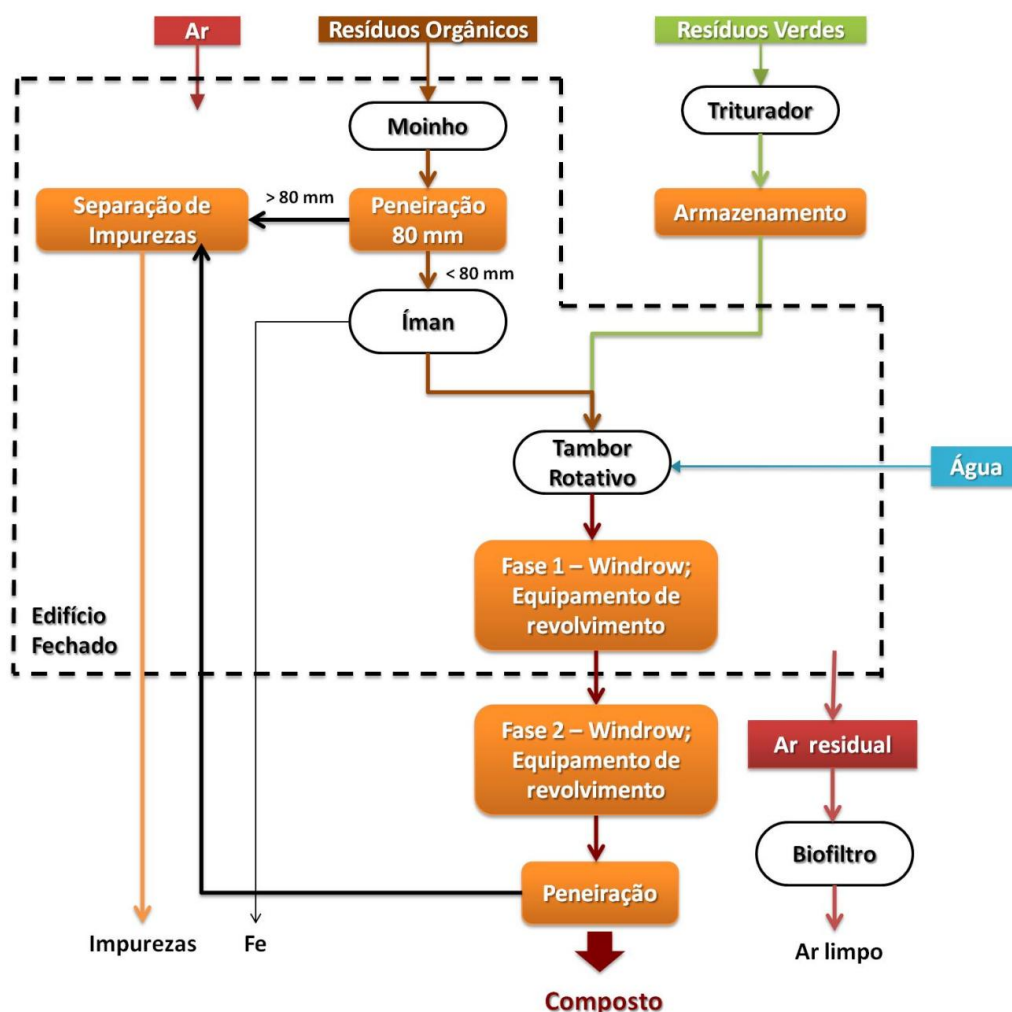 Ar
Resíduos Orgânicos
Resíduos Verdes
Moinho
Triturador
Separação de
Impurezas
> 80 mm
Peneiração
80 mm
Armazenamento
< 80 mm
Íman
Tambor
Rotativo
Água
Fase 1 – Windrow;
Equipamento de
revolvimento
Edifício
Fechado
Fase 2 – Windrow;
Equipamento de
revolvimento
Ar residual
Biofiltro
Peneiração
Impurezas
Fe
Ar limpo
Composto